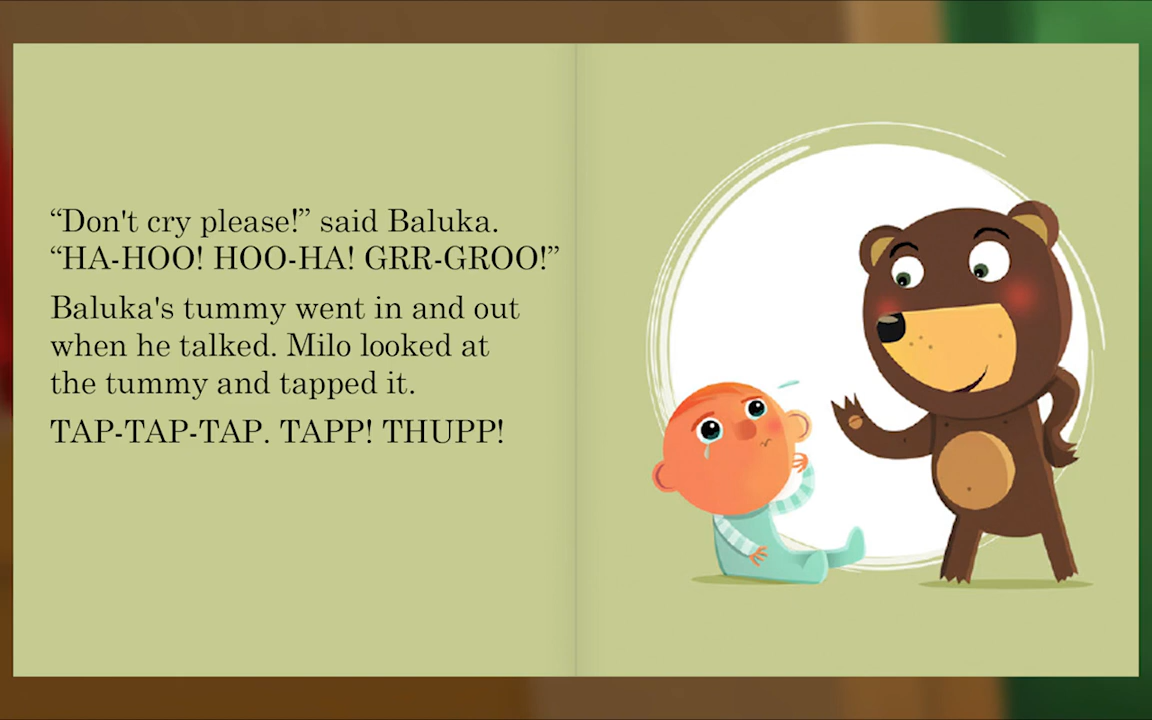 “Don't cry please!” said Baluka.
“HA-HOO! HOO-HA! GRR-GROO!”
Baluka's tummy went in and out
when he talked. Milo looked at
the tummy and tapped it.
TAP-TAP-TAP. TAPP! THUPP!